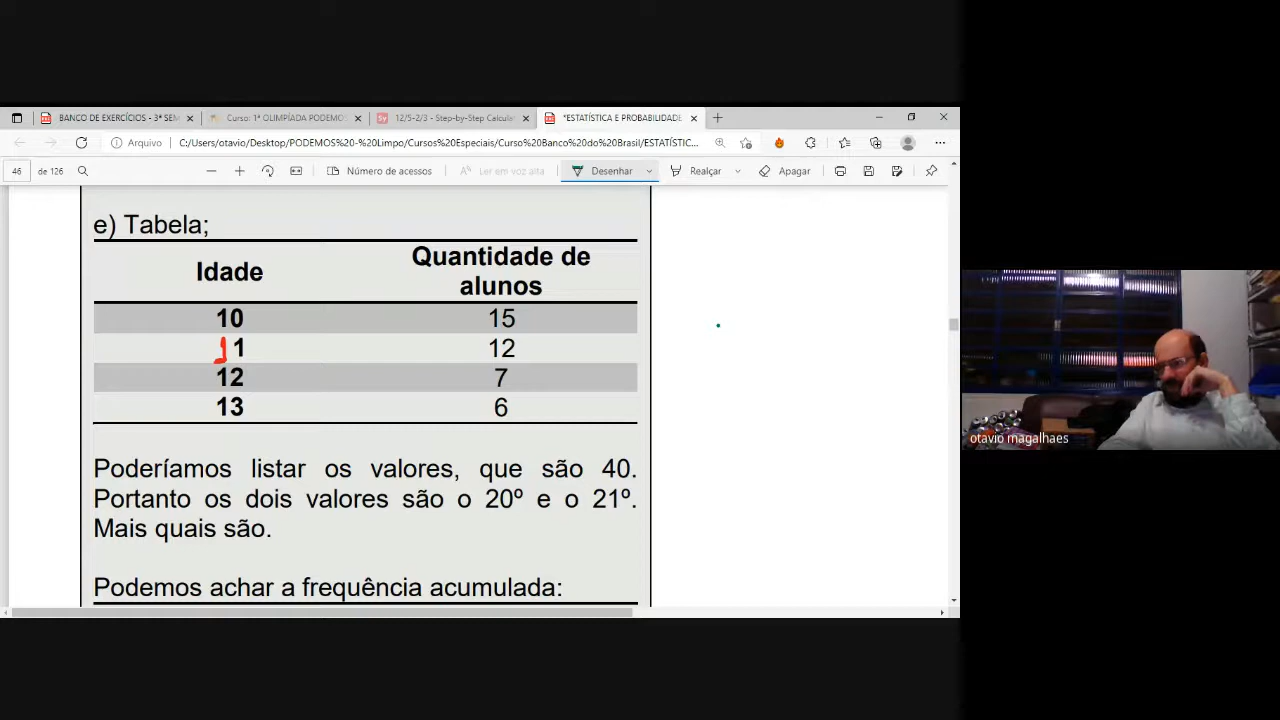 BANCO DE EXERCÍCIOS - 3ª SEM
Curso: 1ª OLIMPÍADA PODEMOS
Sy
12/5-2/3 - Step-by-Step Calcula
*ESTATÍSTICA E PROBABILIDADE
Arquivo
C:/Users/otavio/Desktop/PODEMOS%20-%20Limpo/Cursos%20Especiais/Curso%20Banco%20do%20Brasil/ESTATÍSTIC...
46
de 126
Número de acessos
Ler em voz alta
Desenhar
Realçar
Apagar
e) Tabela;
Idade Quantidade de
alunos
10 15
11 12
12 7
13 6
Poderíamos listar os valores, que são 40.
Portanto os dois valores são o 20º e o 21º.
Mais quais são.
Podemos achar a frequência acumulada:
otavio magalhaes